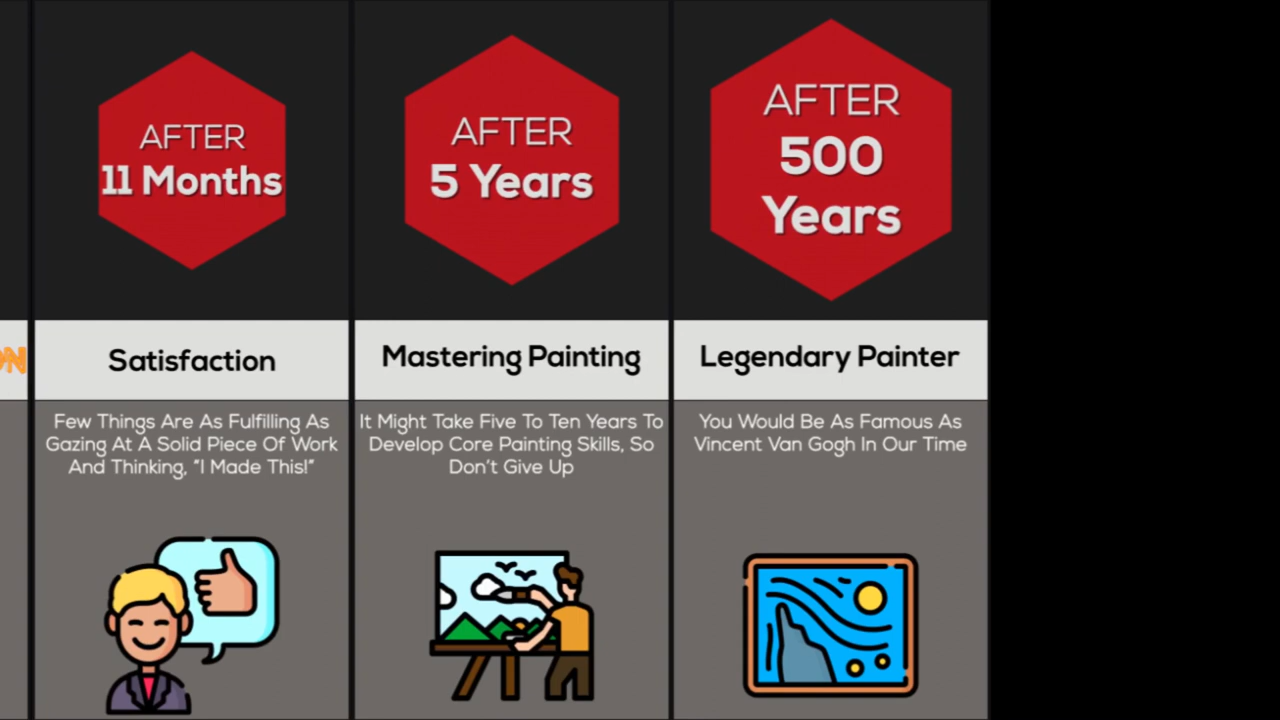 AFTER
11 Months
AFTER
5 Years
AFTER
500
Years
Satisfaction
Mastering Painting
Legendary Painter
Few Things Are As Fulfilling As
Gazing At A Solid Piece Of Work
And Thinking, "I Made This!"
It Might Take Five To Ten Years To
Develop Core Painting Skills, So
Don't Give Up
You Would Be As Famous As
Vincent Van Gogh In Our Time